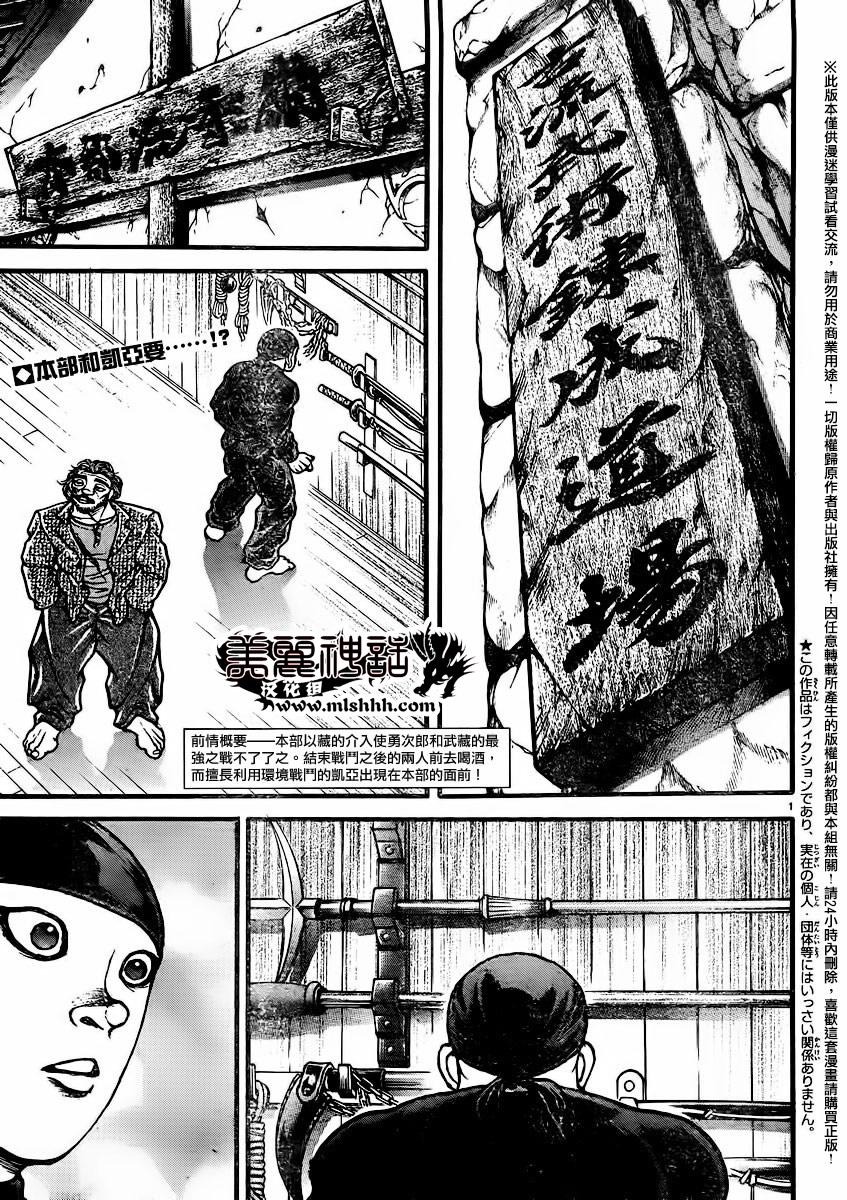 古流武術錬成道場
本部流柔術
◆本部和凱亞要……!?
美麗神話
汉化组
www.mlshhh.com
前情概要——本部以藏的介入使勇次郎和武藏的最
強之戰不了了之。結束戰鬥之後的兩人前去喝酒，
而擅長利用環境戰鬥的凱亞出現在本部的面前！
1
※此版本僅供漫迷學習試看交流，請勿用於商業用途！一切版權歸原作者與出版社擁有！因任意轉載所產生的版權糾紛都與本組無關！請24小時內刪除，喜歡這套漫畫請購買正版！
★この作品はフィクションであり、実在の個人・団体等にはいっさい関係ありません。